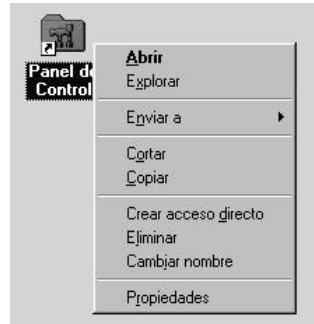 Panel de
Control
Abrir
Explorar
Enviar a
Cortar
Copiar
Crear acceso directo
Eliminar
Cambiar nombre
Propiedades